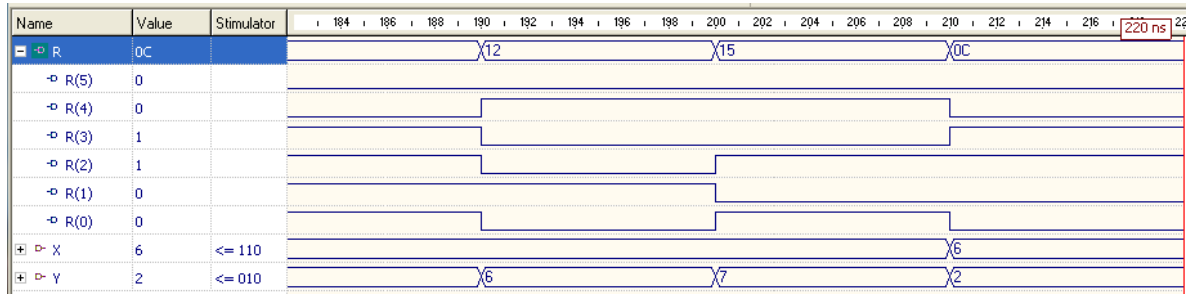 Name Value Stimulator 184 186 188 190 192 194 196 198 200 202 204 206 208 210 212 214 216 22
220 ns
R 0C 12 15 0C
R(5) 0
R(4) 0
R(3) 1
R(2) 1
R(1) 0
R(0) 0
X 6 <= 110 6
Y 2 <= 010 6 7 2